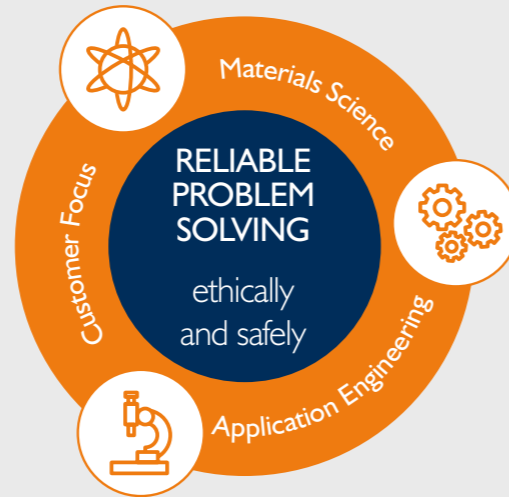 Materials Science
RELIABLE
PROBLEM
SOLVING
ethically
and safely
Customer Focus
Application Engineering